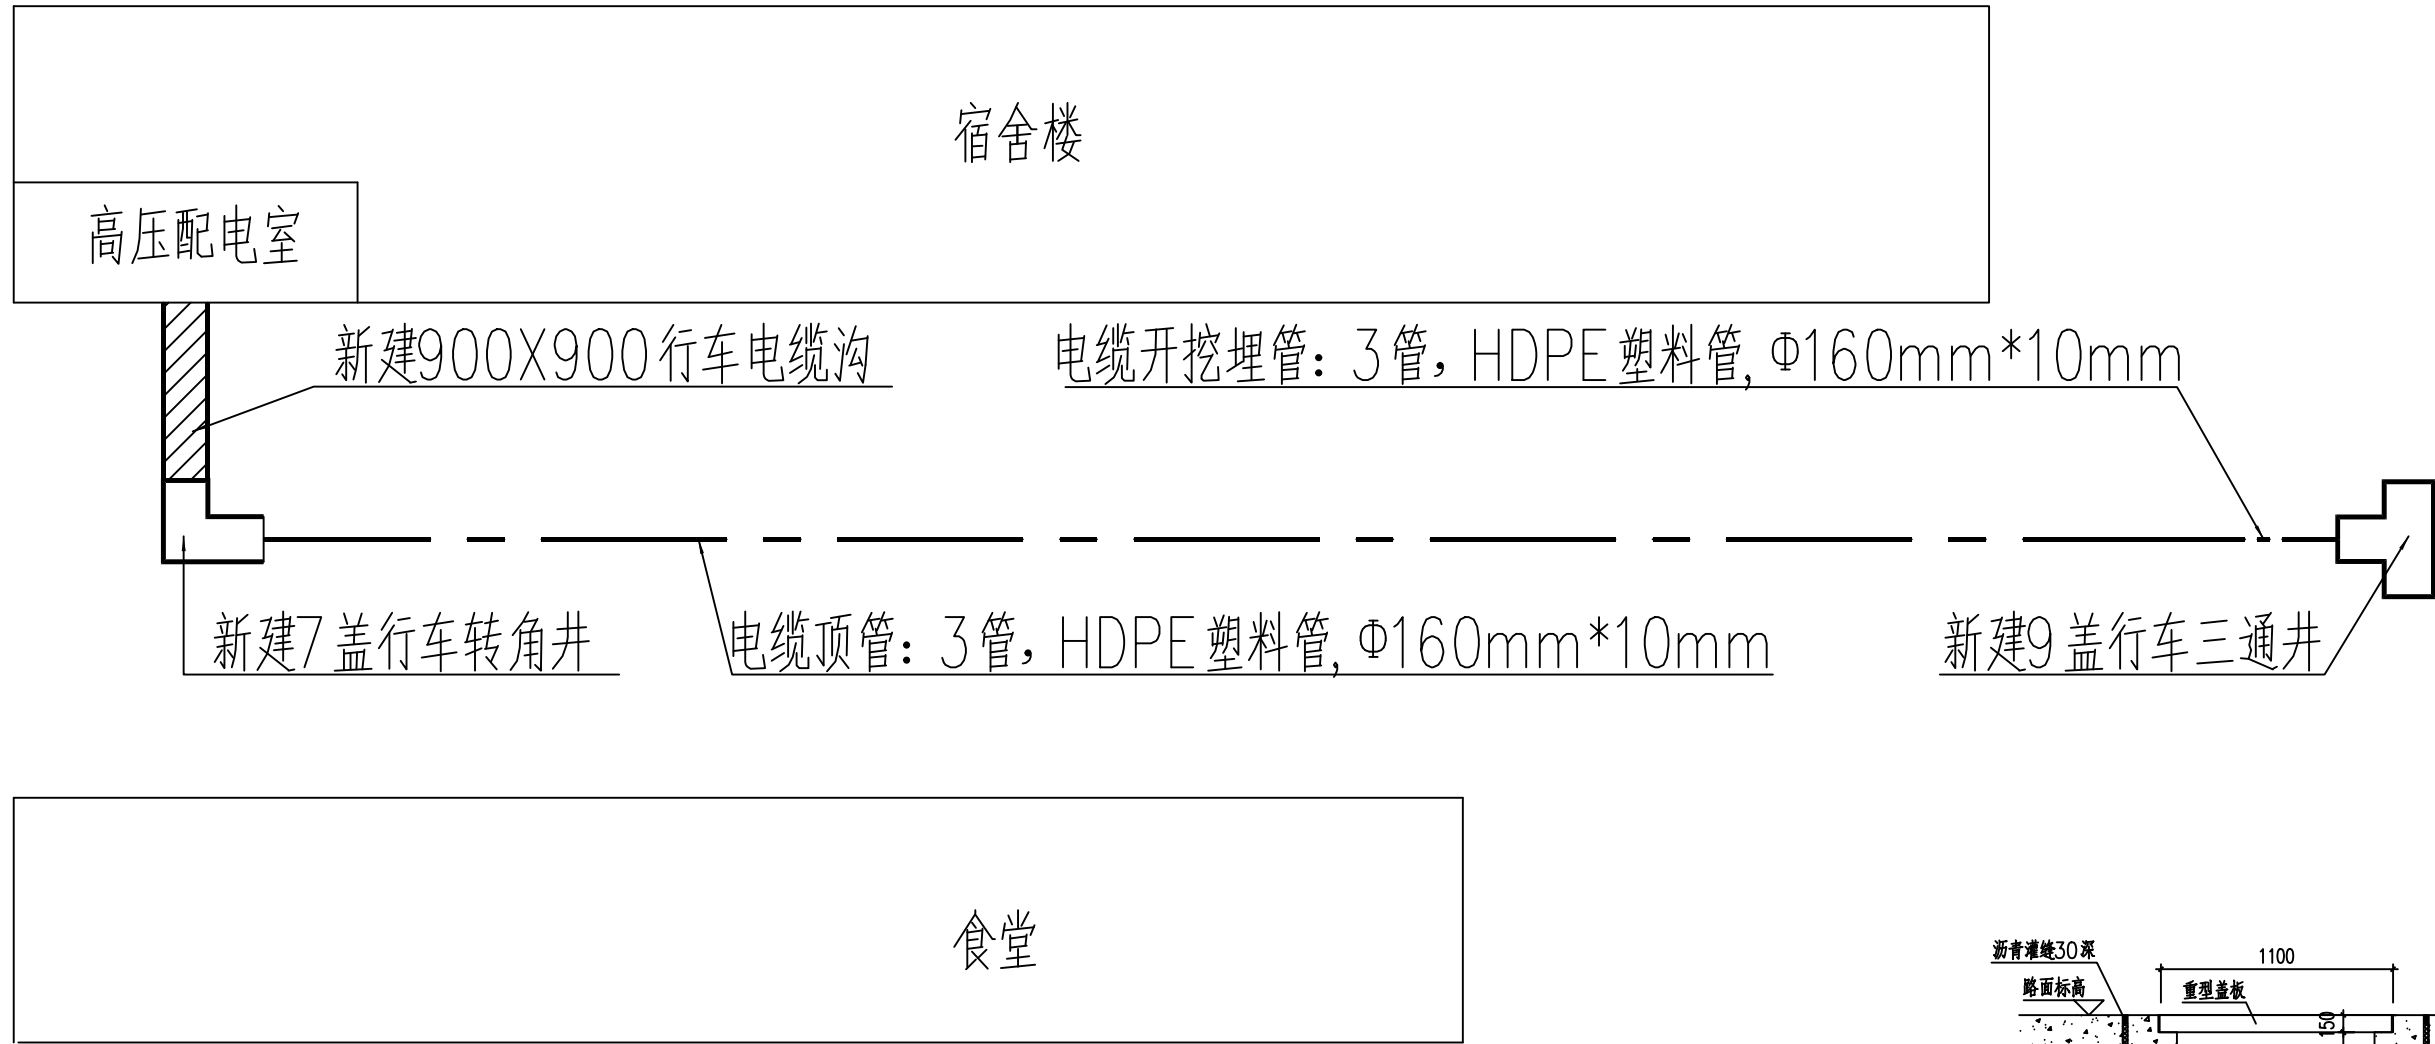 宿舍楼
高压配电室
新建900X900行车电缆沟
电缆开挖埋管：3管，HDPE塑料管,Φ160mm*10mm
新建7盖行车转角井
电缆顶管：3管，HDPE塑料管,Φ160mm*10mm
新建9盖行车三通井
食堂
沥青灌缝30深
1100
路面标高
重型盖板
150